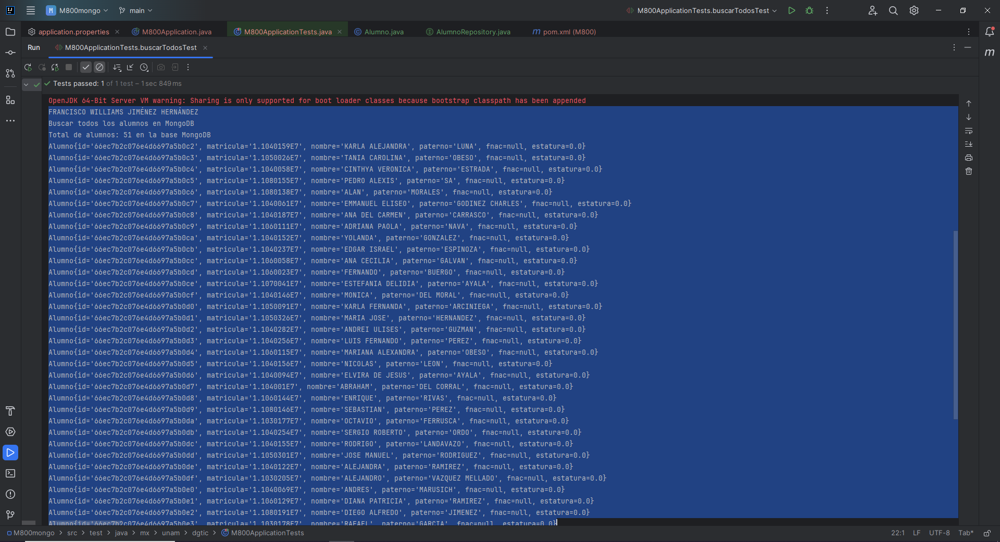 M M800mongo main M800ApplicationTests.buscarTodosTest
application.properties M800Application.java M800ApplicationTests.java Alumno.java AlumnoRepository.java m pom.xml (M800)
Run M800ApplicationTests.buscarTodosTest
Tests passed: 1 of 1 test – 1 sec 849 ms
OpenJDK 64-Bit Server VM warning: Sharing is only supported for boot loader classes because bootstrap classpath has been appended
FRANCISCO WILLIAMS JIMÉNEZ HERNÁNDEZ
Buscar todos los alumnos en MongoDB
Total de alumnos: 51 en la base MongoDB
Alumno{id='66ec7b2c076e4d6697a5b0c2', matricula='1.1040159E7', nombre='KARLA ALEJANDRA', paterno='LUNA', fnac=null, estatura=0.0}
Alumno{id='66ec7b2c076e4d6697a5b0c3', matricula='1.1050026E7', nombre='TANIA CAROLINA', paterno='OBESO', fnac=null, estatura=0.0}
Alumno{id='66ec7b2c076e4d6697a5b0c4', matricula='1.1040058E7', nombre='CINTHYA VERONICA', paterno='ESTRADA', fnac=null, estatura=0.0}
Alumno{id='66ec7b2c076e4d6697a5b0c5', matricula='1.1080155E7', nombre='PEDRO ALEXIS', paterno='SA', fnac=null, estatura=0.0}
Alumno{id='66ec7b2c076e4d6697a5b0c6', matricula='1.1080138E7', nombre='ALAN', paterno='MORALES', fnac=null, estatura=0.0}
Alumno{id='66ec7b2c076e4d6697a5b0c7', matricula='1.1040061E7', nombre='EMMANUEL ELISEO', paterno='GODINEZ CHARLES', fnac=null, estatura=0.0}
Alumno{id='66ec7b2c076e4d6697a5b0c8', matricula='1.1040187E7', nombre='ANA DEL CARMEN', paterno='CARRASCO', fnac=null, estatura=0.0}
Alumno{id='66ec7b2c076e4d6697a5b0c9', matricula='1.1060111E7', nombre='ADRIANA PAOLA', paterno='NAVA', fnac=null, estatura=0.0}
Alumno{id='66ec7b2c076e4d6697a5b0ca', matricula='1.1040152E7', nombre='YOLANDA', paterno='GONZALEZ', fnac=null, estatura=0.0}
Alumno{id='66ec7b2c076e4d6697a5b0cb', matricula='1.1040237E7', nombre='EDGAR ISRAEL', paterno='ESPINOZA', fnac=null, estatura=0.0}
Alumno{id='66ec7b2c076e4d6697a5b0cc', matricula='1.1060058E7', nombre='ANA CECILIA', paterno='GALVAN', fnac=null, estatura=0.0}
Alumno{id='66ec7b2c076e4d6697a5b0cd', matricula='1.1060023E7', nombre='FERNANDO', paterno='BUERGO', fnac=null, estatura=0.0}
Alumno{id='66ec7b2c076e4d6697a5b0ce', matricula='1.1070041E7', nombre='ESTEFANIA DELIDIA', paterno='AYALA', fnac=null, estatura=0.0}
Alumno{id='66ec7b2c076e4d6697a5b0cf', matricula='1.1040146E7', nombre='MONICA', paterno='DEL MORAL', fnac=null, estatura=0.0}
Alumno{id='66ec7b2c076e4d6697a5b0d0', matricula='1.1050091E7', nombre='KARLA FERNANDA', paterno='ARCINIEGA', fnac=null, estatura=0.0}
Alumno{id='66ec7b2c076e4d6697a5b0d1', matricula='1.1050326E7', nombre='MARIA JOSE', paterno='HERNANDEZ', fnac=null, estatura=0.0}
Alumno{id='66ec7b2c076e4d6697a5b0d2', matricula='1.1040282E7', nombre='ANDREI ULISES', paterno='GUZMAN', fnac=null, estatura=0.0}
Alumno{id='66ec7b2c076e4d6697a5b0d3', matricula='1.1040256E7', nombre='LUIS FERNANDO', paterno='PEREZ', fnac=null, estatura=0.0}
Alumno{id='66ec7b2c076e4d6697a5b0d4', matricula='1.1060115E7', nombre='MARIANA ALEXANDRA', paterno='OBESO', fnac=null, estatura=0.0}
Alumno{id='66ec7b2c076e4d6697a5b0d5', matricula='1.1040156E7', nombre='NICOLAS', paterno='LEON', fnac=null, estatura=0.0}
Alumno{id='66ec7b2c076e4d6697a5b0d6', matricula='1.1040094E7', nombre='ELVIRA DE JESUS', paterno='AYALA', fnac=null, estatura=0.0}
Alumno{id='66ec7b2c076e4d6697a5b0d7', matricula='1.104001E7', nombre='ABRAHAM', paterno='DEL CORRAL', fnac=null, estatura=0.0}
Alumno{id='66ec7b2c076e4d6697a5b0d8', matricula='1.1060144E7', nombre='ENRIQUE', paterno='RIVAS', fnac=null, estatura=0.0}
Alumno{id='66ec7b2c076e4d6697a5b0d9', matricula='1.1080146E7', nombre='SEBASTIAN', paterno='PEREZ', fnac=null, estatura=0.0}
Alumno{id='66ec7b2c076e4d6697a5b0da', matricula='1.1030177E7', nombre='OCTAVIO', paterno='FERRUSCA', fnac=null, estatura=0.0}
Alumno{id='66ec7b2c076e4d6697a5b0db', matricula='1.1040254E7', nombre='SERGIO ROBERTO', paterno='ORDO', fnac=null, estatura=0.0}
Alumno{id='66ec7b2c076e4d6697a5b0dc', matricula='1.1040155E7', nombre='RODRIGO', paterno='LANDAVAZO', fnac=null, estatura=0.0}
Alumno{id='66ec7b2c076e4d6697a5b0dd', matricula='1.1050301E7', nombre='JOSE MANUEL', paterno='RODRIGUEZ', fnac=null, estatura=0.0}
Alumno{id='66ec7b2c076e4d6697a5b0de', matricula='1.1040122E7', nombre='ALEJANDRA', paterno='RAMIREZ', fnac=null, estatura=0.0}
Alumno{id='66ec7b2c076e4d6697a5b0df', matricula='1.1030205E7', nombre='ALEJANDRO', paterno='VAZQUEZ MELLADO', fnac=null, estatura=0.0}
Alumno{id='66ec7b2c076e4d6697a5b0e0', matricula='1.1040069E7', nombre='ANDRES', paterno='MARUSICH', fnac=null, estatura=0.0}
Alumno{id='66ec7b2c076e4d6697a5b0e1', matricula='1.1060129E7', nombre='DIANA PATRICIA', paterno='RAMIREZ', fnac=null, estatura=0.0}
Alumno{id='66ec7b2c076e4d6697a5b0e2', matricula='1.1080191E7', nombre='DIEGO ALFREDO', paterno='JIMENEZ', fnac=null, estatura=0.0}
Alumno{id='66ec7b2c076e4d6697a5b0e3', matricula='1.1030178E7', nombre='RAFAEL', paterno='GARCIA', fnac=null, estatura=0.0}
M800mongo > src > test > java > mx > unam > dgtic > M800ApplicationTests 22:1 LF UTF-8 Tab*